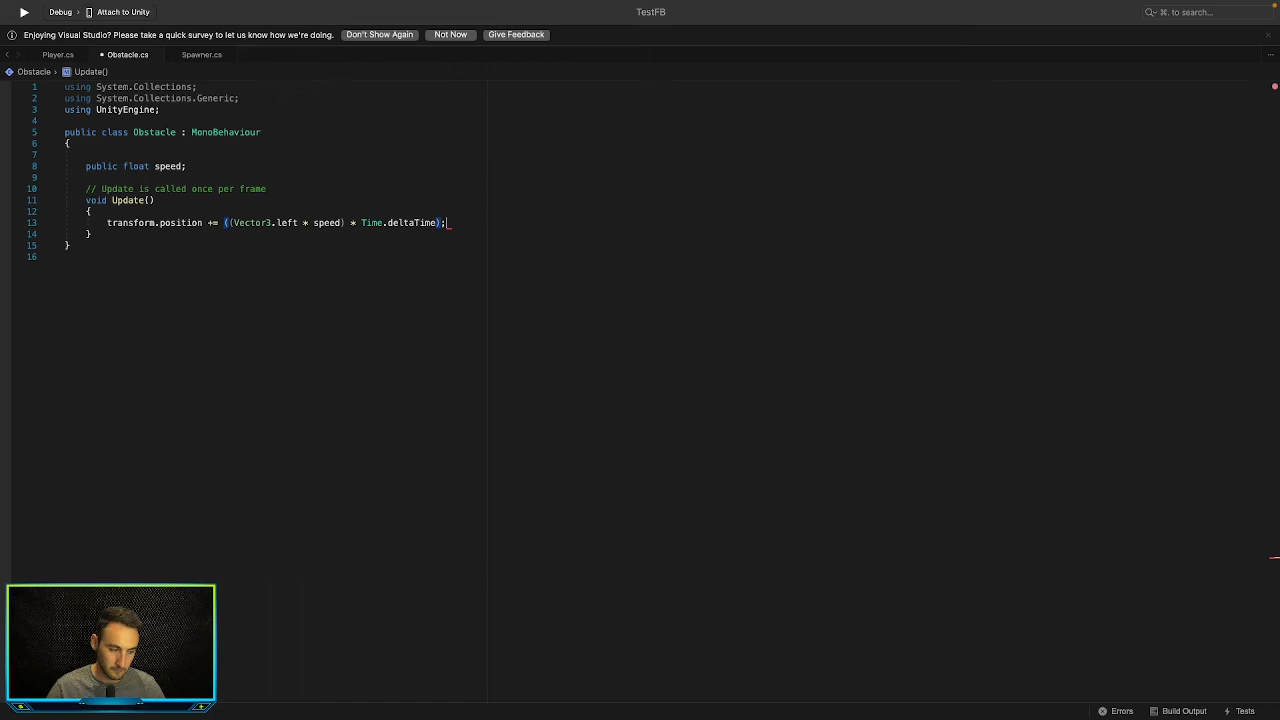 Debug > Attach to Unity
TestFB
⌘. to search...
Enjoying Visual Studio? Please take a quick survey to let us know how we're doing.
Don't Show Again
Not Now
Give Feedback
Player.cs
Obstacle.cs
Spawner.cs
Obstacle > M Update()
1 using System.Collections;
2 using System.Collections.Generic;
3 using UnityEngine;
4
5 public class Obstacle : MonoBehaviour
6 {
7
8 public float speed;
9
10 // Update is called once per frame
11 void Update()
12 {
13 transform.position += ((Vector3.left * speed) * Time.deltaTime);
14 }
15 }
16
Errors
Build Output
Tests